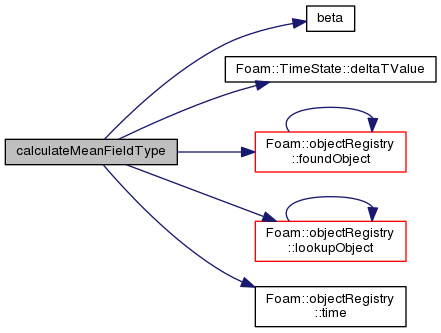 beta
Foam::TimeState::deltaTValue
calculateMeanFieldType
Foam::objectRegistry
::foundObject
Foam::objectRegistry
::lookupObject
Foam::objectRegistry
::time